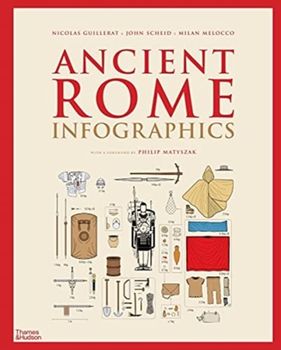 NICOLAS GUILLERAT • JOHN SCHEID • MILAN MELOCCO
ANCIENT
ROME
INFOGRAPHICS
WITH A FOREWORD BY PHILIP MATYSZAK
Thames
&Hudson